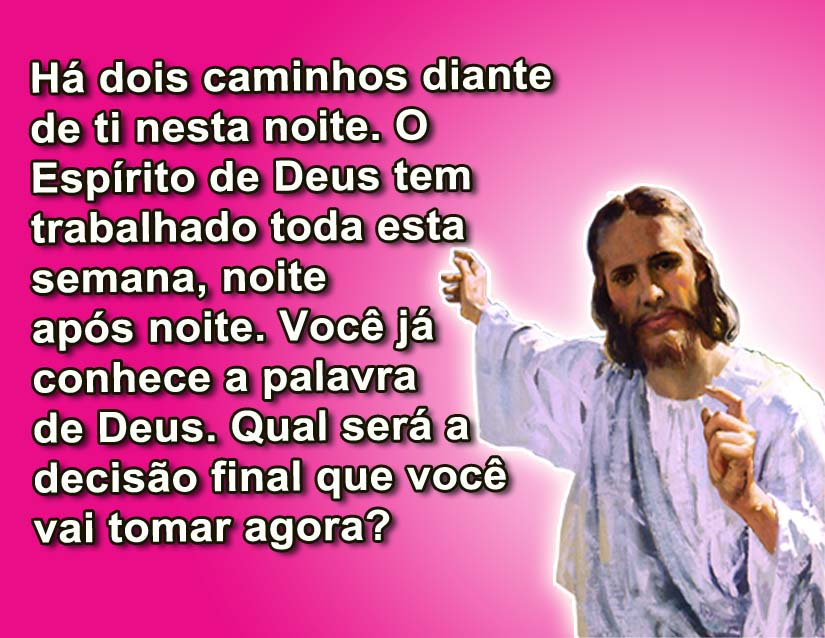 Há dois caminhos diante
de ti nesta noite. O
Espírito de Deus tem
trabalhado toda esta
semana, noite
após noite. Você já
conhece a palavra
de Deus. Qual será a
decisão final que você
vai tomar agora?